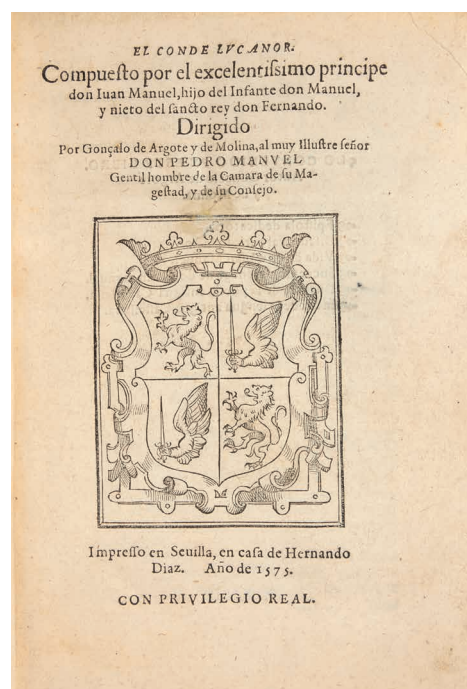 EL CONDE LVCANOR.
Compueſto por el excelentiſsimo principe
don Iuan Manuel, hijo del Infante don Manuel,
y nieto del ſancto rey don Fernando.
Dirigido
Por Gonçalo de Argote y de Molina, al muy Illuſtre ſeñor
DON PEDRO MANVEL
Gentil hombre de la Camara de ſu Ma-
geſtad, y de ſu Conſejo.
Impreſſo en Seuilla, en caſa de Hernando
Diaz. Año de 1575.
CON PRIVILEGIO REAL.